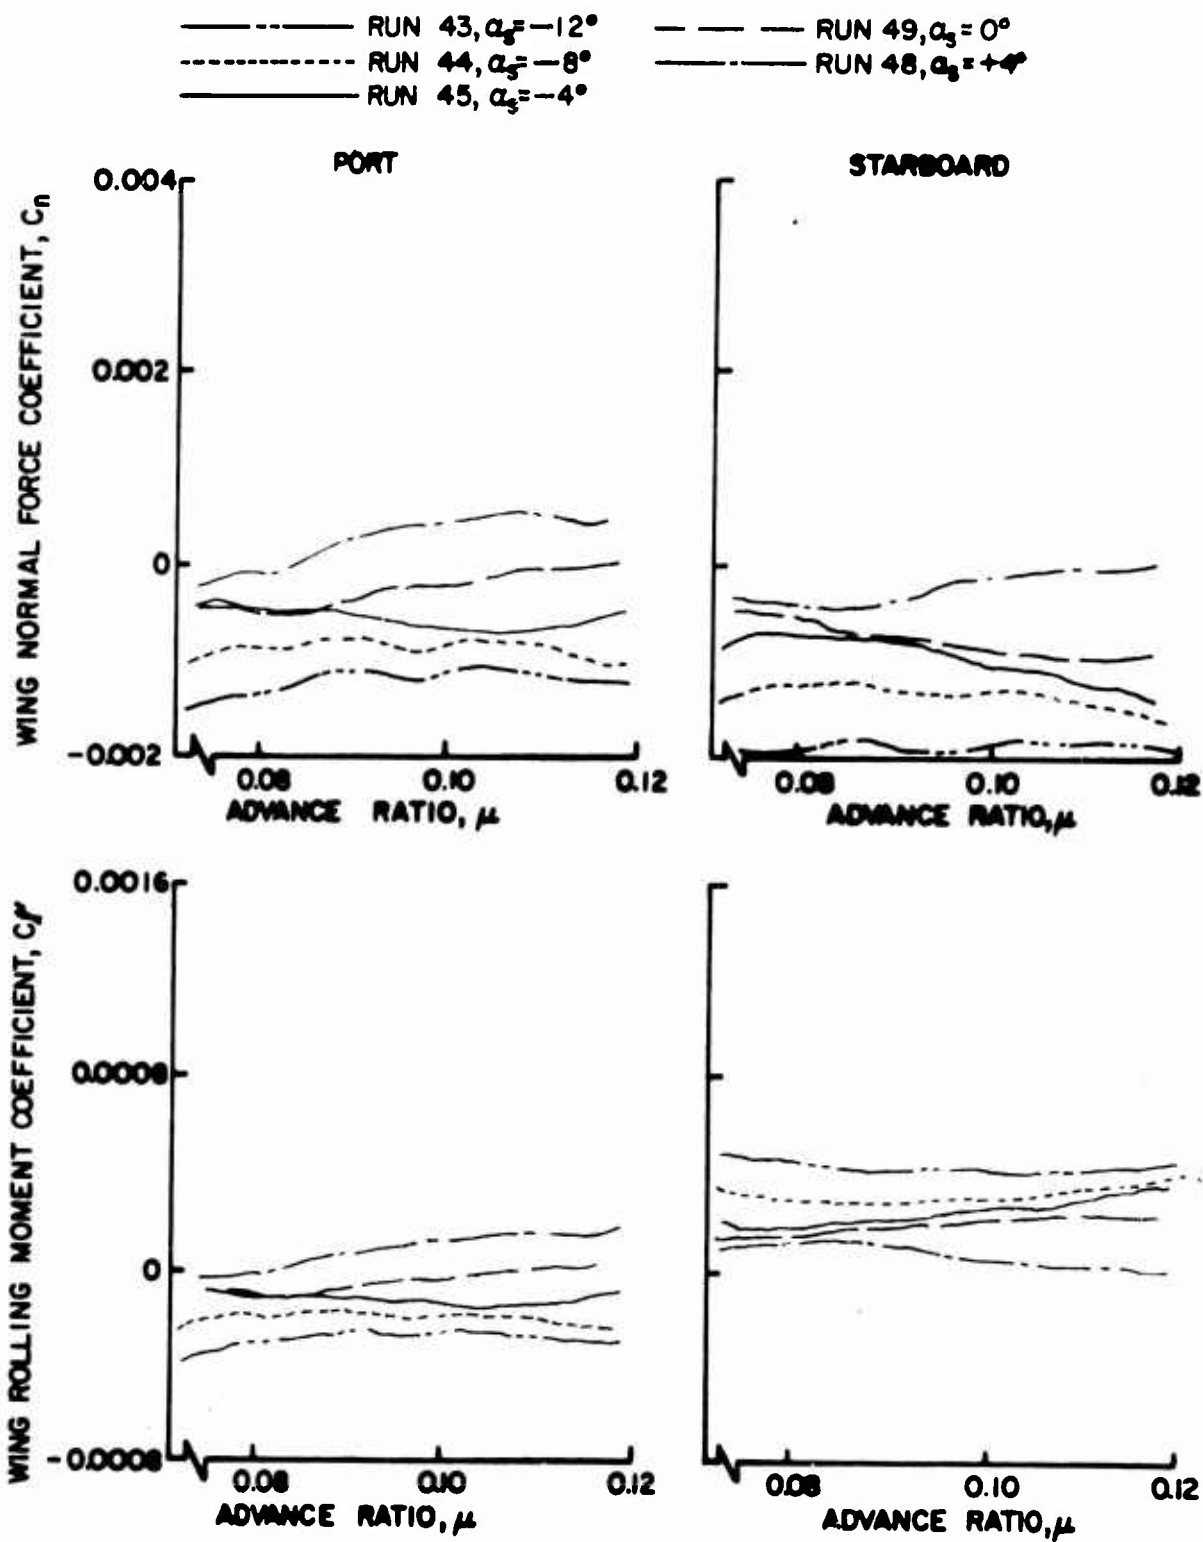 RUN 43, αs=−12°
RUN 44, αs=−8°
RUN 45, αs=−4°
RUN 49, αs=0°
RUN 48, αs=+4°
PORT
STARBOARD
WING NORMAL FORCE COEFFICIENT, Cn
0.004
0.002
0
-0.002
0.08 0.10 0.12
ADVANCE RATIO, μ
0.08 0.10 0.12
ADVANCE RATIO, μ
WING ROLLING MOMENT COEFFICIENT,
0.0016
0.0008
0
-0.0008
0.08 0.10 0.12
ADVANCE RATIO, μ
0.08 0.10 0.12
ADVANCE RATIO, μ